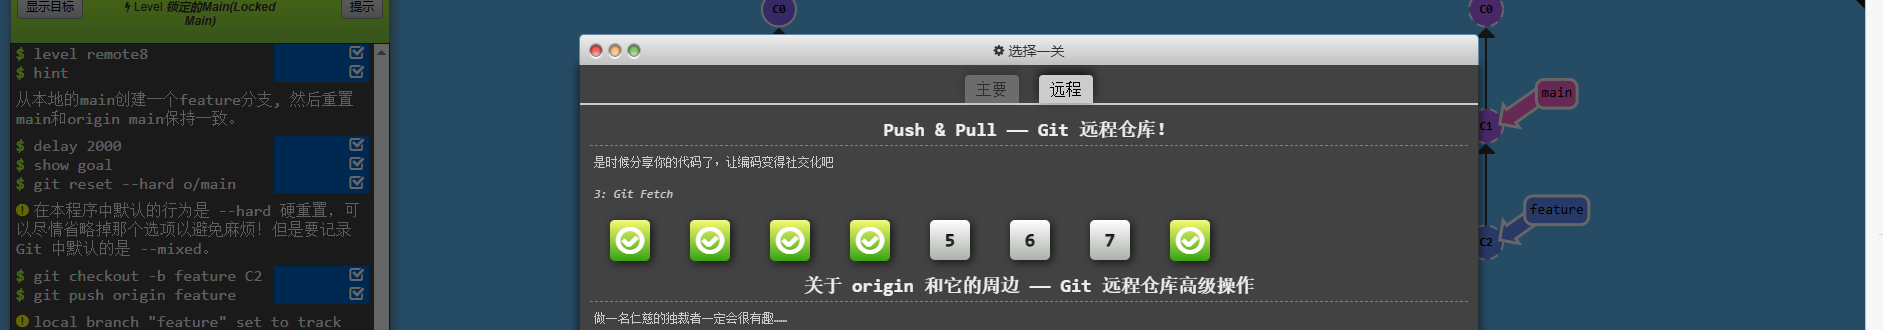 显示目标
Level 锁定的Main(Locked
Main)
提示
$ level remote8
$ hint
从本地的main创建一个feature分支, 然后重置
main和origin main保持一致。
$ delay 2000
$ show goal
$ git reset --hard o/main
在本程序中默认的行为是 --hard 硬重置, 可
以尽情省略掉那个选项以避免麻烦! 但是要记录
Git 中默认的是 --mixed。
$ git checkout -b feature C2
$ git push origin feature
local branch "feature" set to track
C0
选择一关
主要
远程
Push & Pull —— Git 远程仓库!
是时候分享你的代码了，让编码变得社交化吧
3: Git Fetch
5
6
7
关于 origin 和它的周边 —— Git 远程仓库高级操作
做一名仁慈的独裁者一定会很有趣……
C0
main
C1
feature
C2